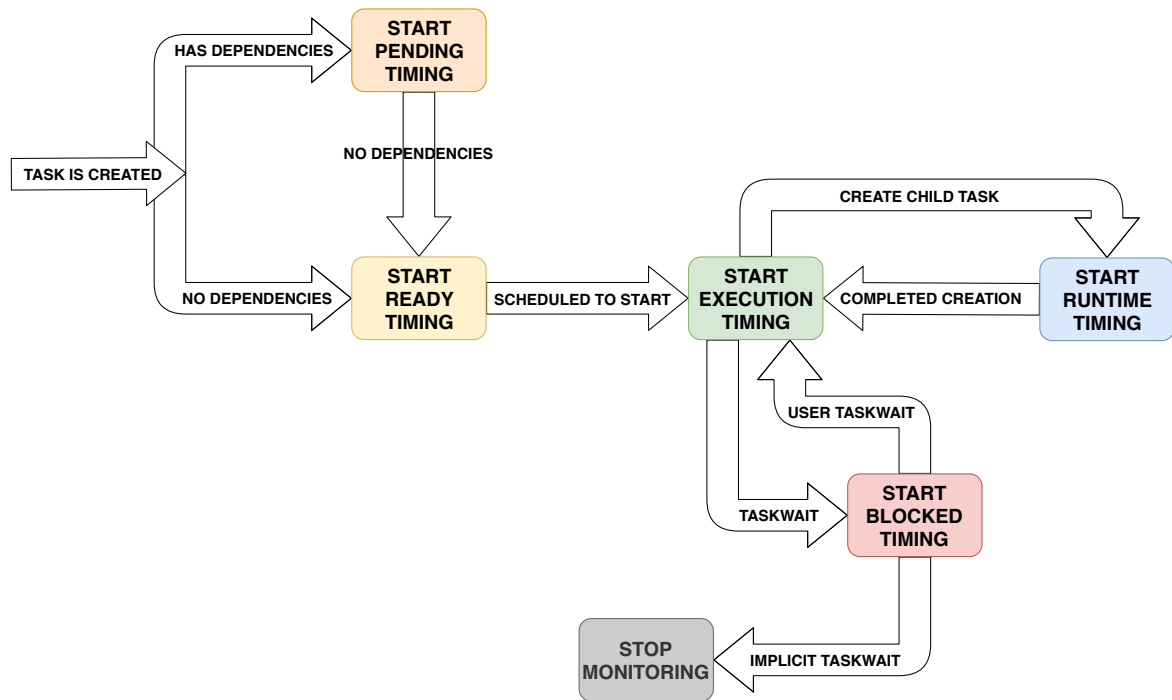 START
PENDING
TIMING
HAS DEPENDENCIES
NO DEPENDENCIES
TASK IS CREATED
CREATE CHILD TASK
NO DEPENDENCIES
START
READY
TIMING
SCHEDULED TO START
START
EXECUTION
TIMING
COMPLETED CREATION
START
RUNTIME
TIMING
USER TASKWAIT
TASKWAIT
START
BLOCKED
TIMING
STOP
MONITORING
IMPLICIT TASKWAIT